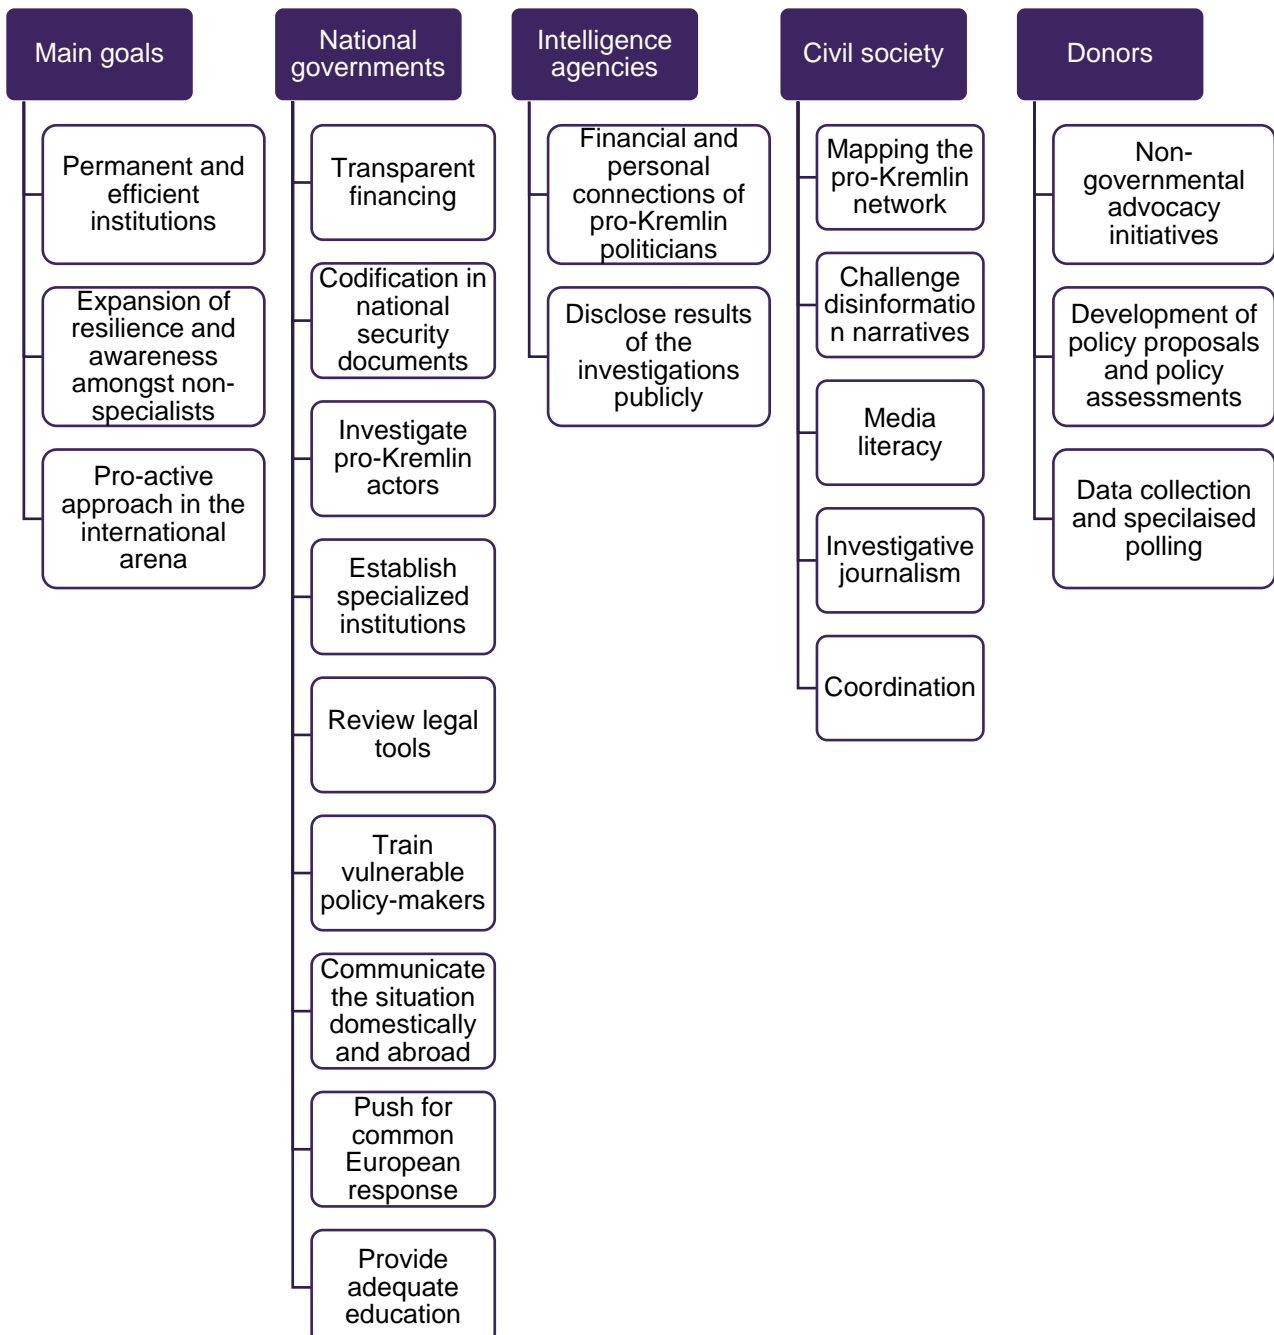 Main goals
Permanent and
efficient
institutions
Expansion of
resilience and
awareness
amongst non-
specialists
Pro-active
approach in the
international
arena
National
governments
Transparent
financing
Codification in
national
security
documents
Investigate
pro-Kremlin
actors
Establish
specialized
institutions
Review legal
tools
Train
vulnerable
policy-makers
Communicate
the situation
domestically
and abroad
Push for
common
European
response
Provide
adequate
education
Intelligence
agencies
Financial and
personal
connections of
pro-Kremlin
politicians
Disclose results
of the
investigations
publicly
Civil society
Mapping the
pro-Kremlin
network
Challenge
disinformatio
n narratives
Media
literacy
Investigative
journalism
Coordination
Donors
Non-
governmental
advocacy
initiatives
Development of
policy proposals
and policy
assessments
Data collection
and specilaised
polling